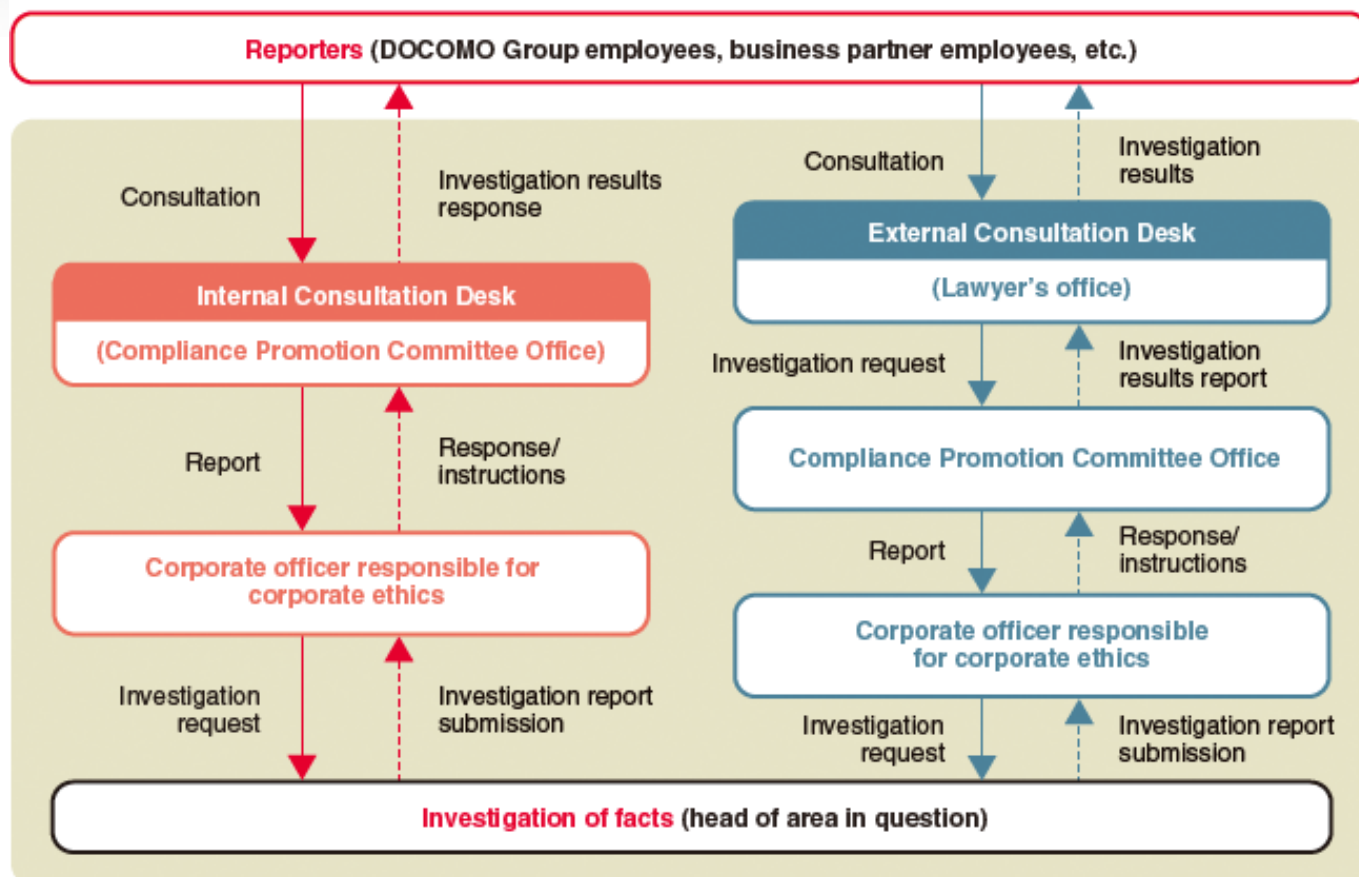 Reporters (DOCOMO Group employees, business partner employees, etc.)
Consultation
Investigation results
response
Internal Consultation Desk
(Compliance Promotion Committee Office)
Report
Response/
instructions
Corporate officer responsible for
corporate ethics
Investigation
request
Investigation report
submission
Consultation
Investigation
results
External Consultation Desk
(Lawyer's office)
Investigation request
Investigation
results report
Compliance Promotion Committee Office
Report
Response/
instructions
Corporate officer responsible
for corporate ethics
Investigation
request
Investigation report
submission
Investigation of facts (head of area in question)